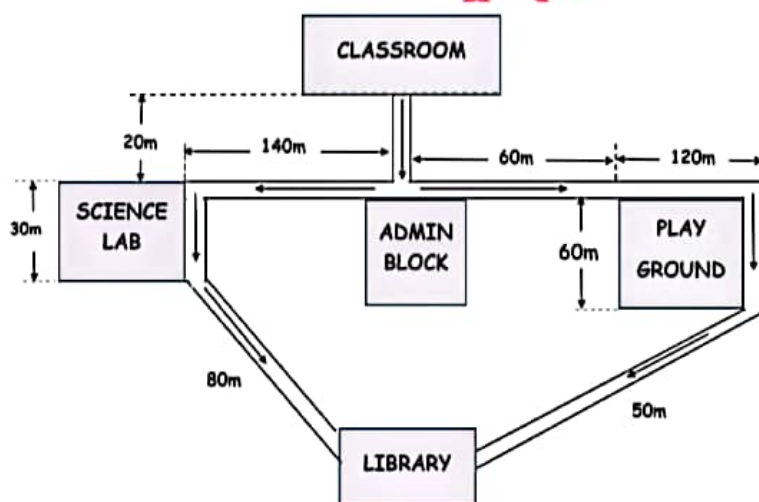 CLASSROOM
20m
140m
60m
120m
30m
SCIENCE
LAB
ADMIN
BLOCK
60m
PLAY
GROUND
80m
50m
LIBRARY